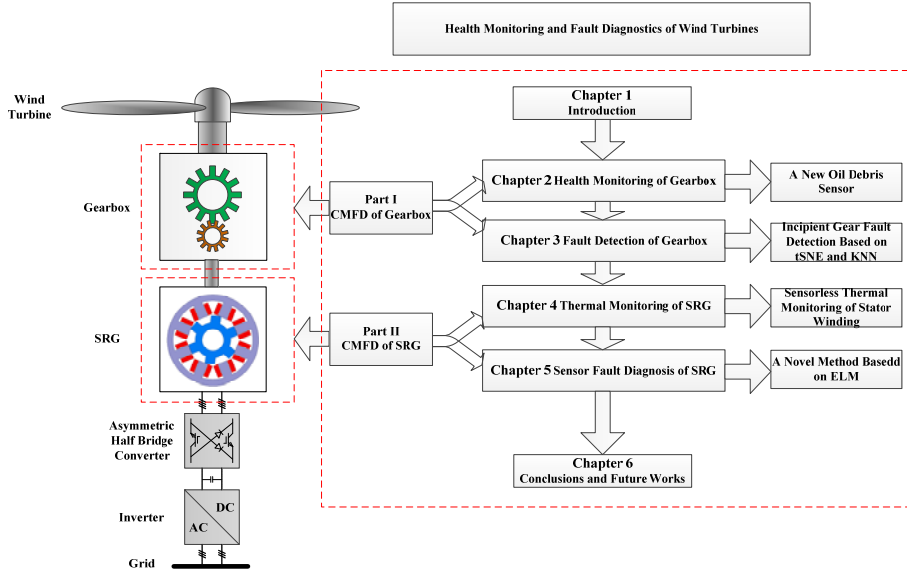 Health Monitoring and Fault Diagnostics of Wind Turbines
Wind
Turbine
Gearbox
SRG
Asymmetric
Half Bridge
Converter
Inverter
DC
AC
Grid
Part I
CMFD of Gearbox
Part II
CMFD of SRG
Chapter 1
Introduction
Chapter 2 Health Monitoring of Gearbox
A New Oil Debris
Sensor
Chapter 3 Fault Detection of Gearbox
Incipient Gear Fault
Detection Based on
tSNE and KNN
Chapter 4 Thermal Monitoring of SRG
Sensorless Thermal
Monitoring of Stator
Winding
Chapter 5 Sensor Fault Diagnosis of SRG
A Novel Method Basedd
on ELM
Chapter 6
Conclusions and Future Works